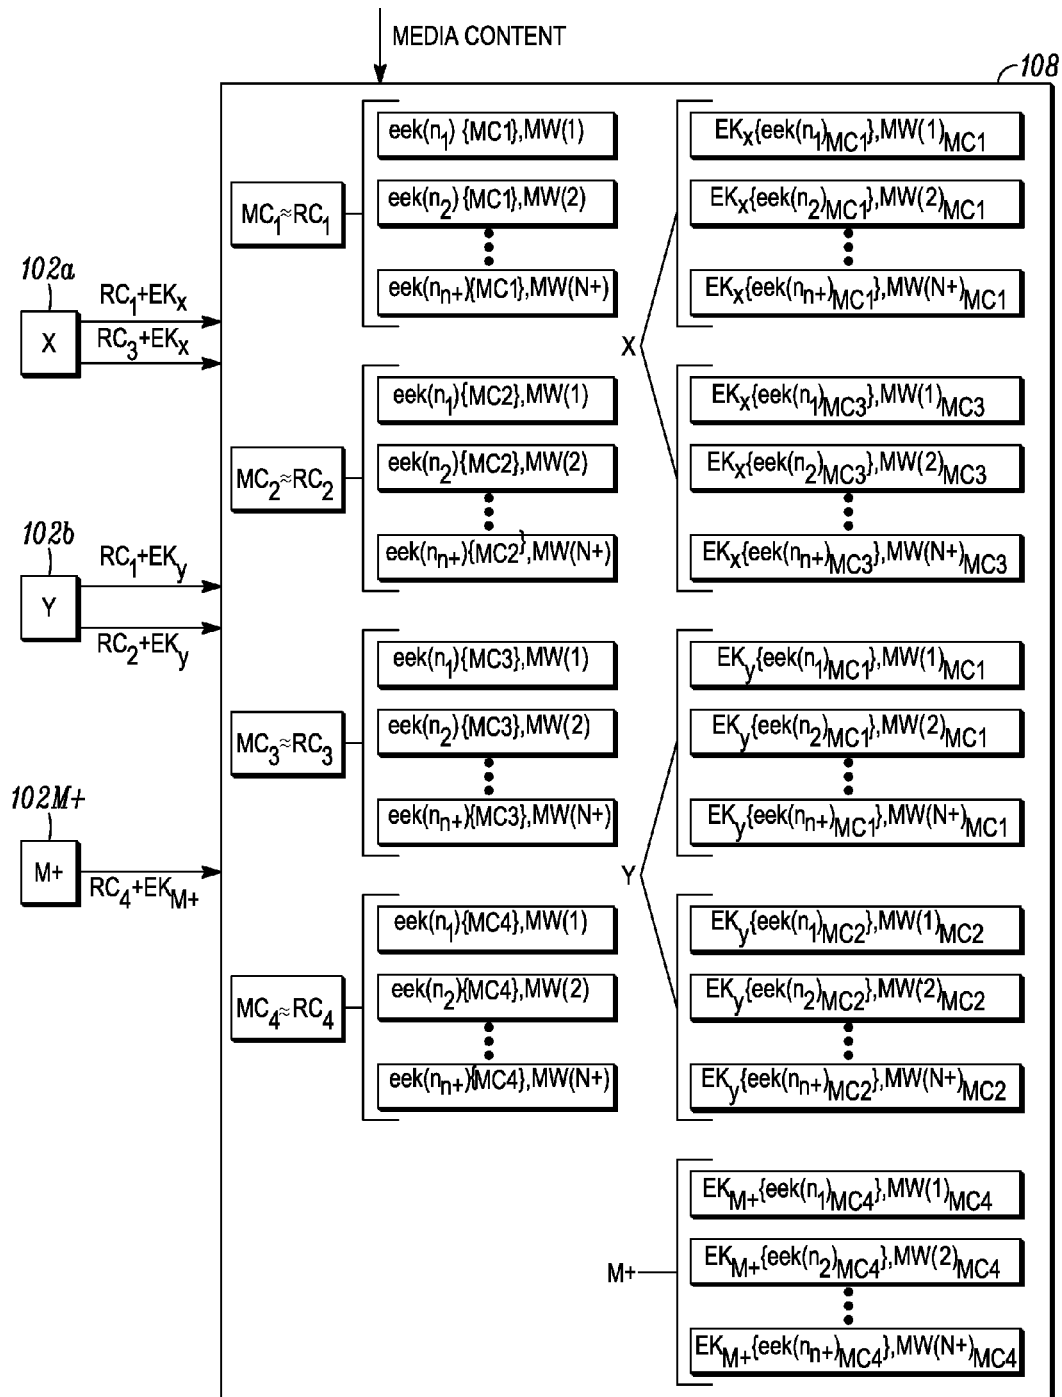 MEDIA CONTENT
108
102a
X
RC1+EKx
RC3+EKx
102b
Y
RC1+EKy
RC2+EKy
102M+
M+
RC4+EKM+
MC1≈RC1
eek(n1) {MC1},MW(1)
eek(n2) {MC1},MW(2)
eek(nn+){MC1},MW(N+)
MC2≈RC2
eek(n1){MC2},MW(1)
eek(n2){MC2},MW(2)
eek(nn+){MC2},MW(N+)
MC3≈RC3
eek(n1){MC3},MW(1)
eek(n2){MC3},MW(2)
eek(nn+){MC3},MW(N+)
MC4≈RC4
eek(n1){MC4},MW(1)
eek(n2){MC4},MW(2)
eek(nn+){MC4},MW(N+)
X
EKx{eek(n1)MC1},MW(1)MC1
EKx{eek(n2)MC1},MW(2)MC1
EKx{eek(nn+)MC1},MW(N+)MC1
EKx{eek(n1)MC3},MW(1)MC3
EKx{eek(n2)MC3},MW(2)MC3
EKx{eek(nn+)MC3},MW(N+)MC3
Y
EKy{eek(n1)MC1},MW(1)MC1
EKy{eek(n2)MC1},MW(2)MC1
EKy{eek(nn+)MC1},MW(N+)MC1
EKy{eek(n1)MC2},MW(1)MC2
EKy{eek(n2)MC2},MW(2)MC2
EKy{eek(nn+)MC2},MW(N+)MC2
M+
EKM+{eek(n1)MC4},MW(1)MC4
EKM+{eek(n2)MC4},MW(2)MC4
EKM+{eek(nn+)MC4},MW(N+)MC4